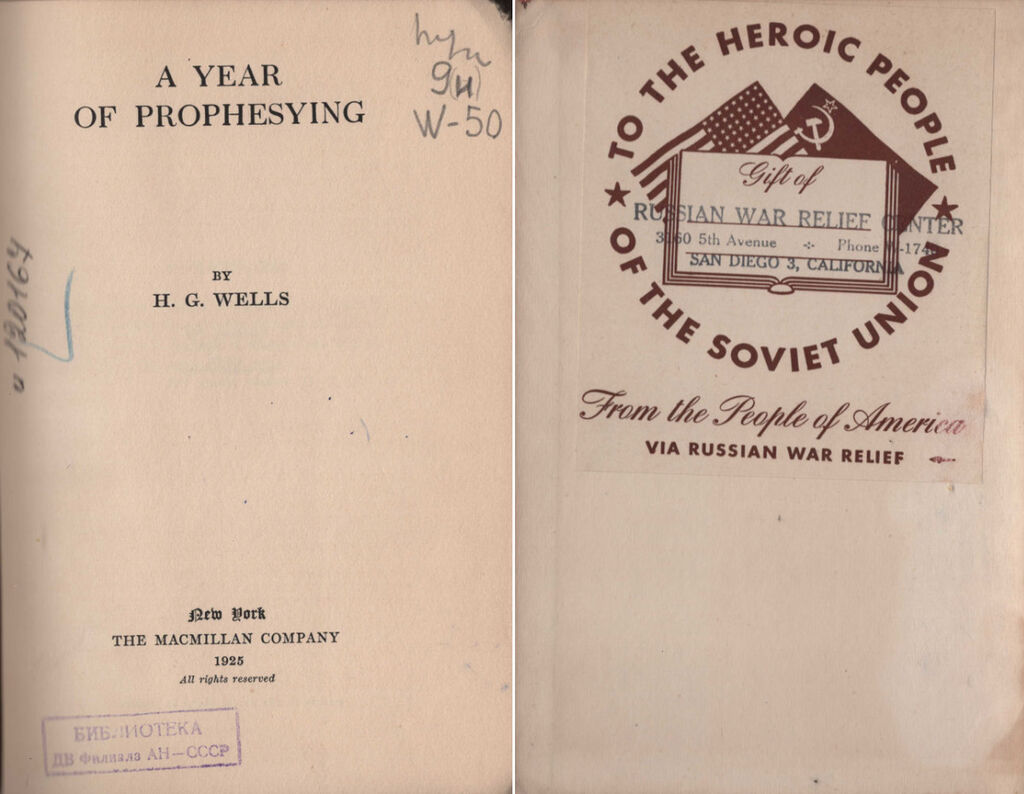 A YEAR
OF PROPHESYING
9(н)
W-50
BY
H. G. WELLS
и 120164
New York
THE MACMILLAN COMPANY
1925
All rights reserved
БИБЛИОТЕКА
ДВ Филиала АН—СССР
TO THE HEROIC PEOPLE
OF THE SOVIET UNION
Gift of
RUSSIAN WAR RELIEF CENTER
5th Avenue Phone
SAN DIEGO 3, CALIFORNIA
From the People of America
VIA RUSSIAN WAR RELIEF